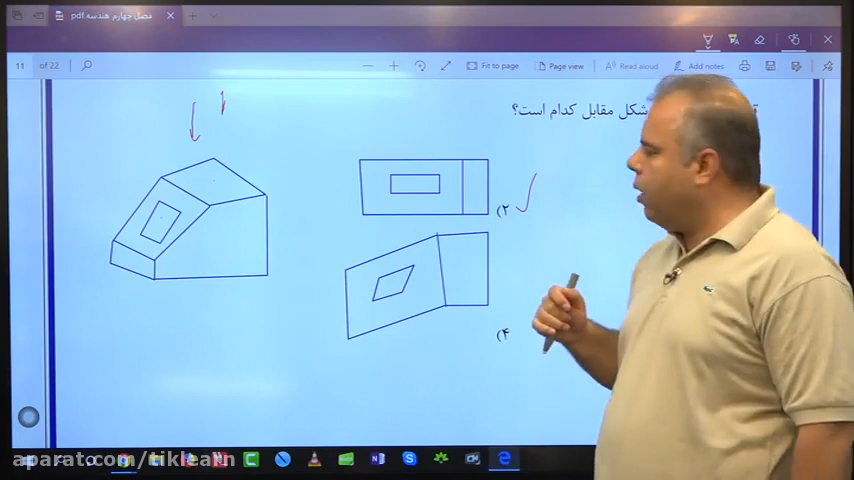 فصل چهارم هندسه.pdf
11 of 22
Fit to page
Page view
Read aloud
Add notes
شکل مقابل کدام است؟
(۲
(۴
aparat.com/tiklearn